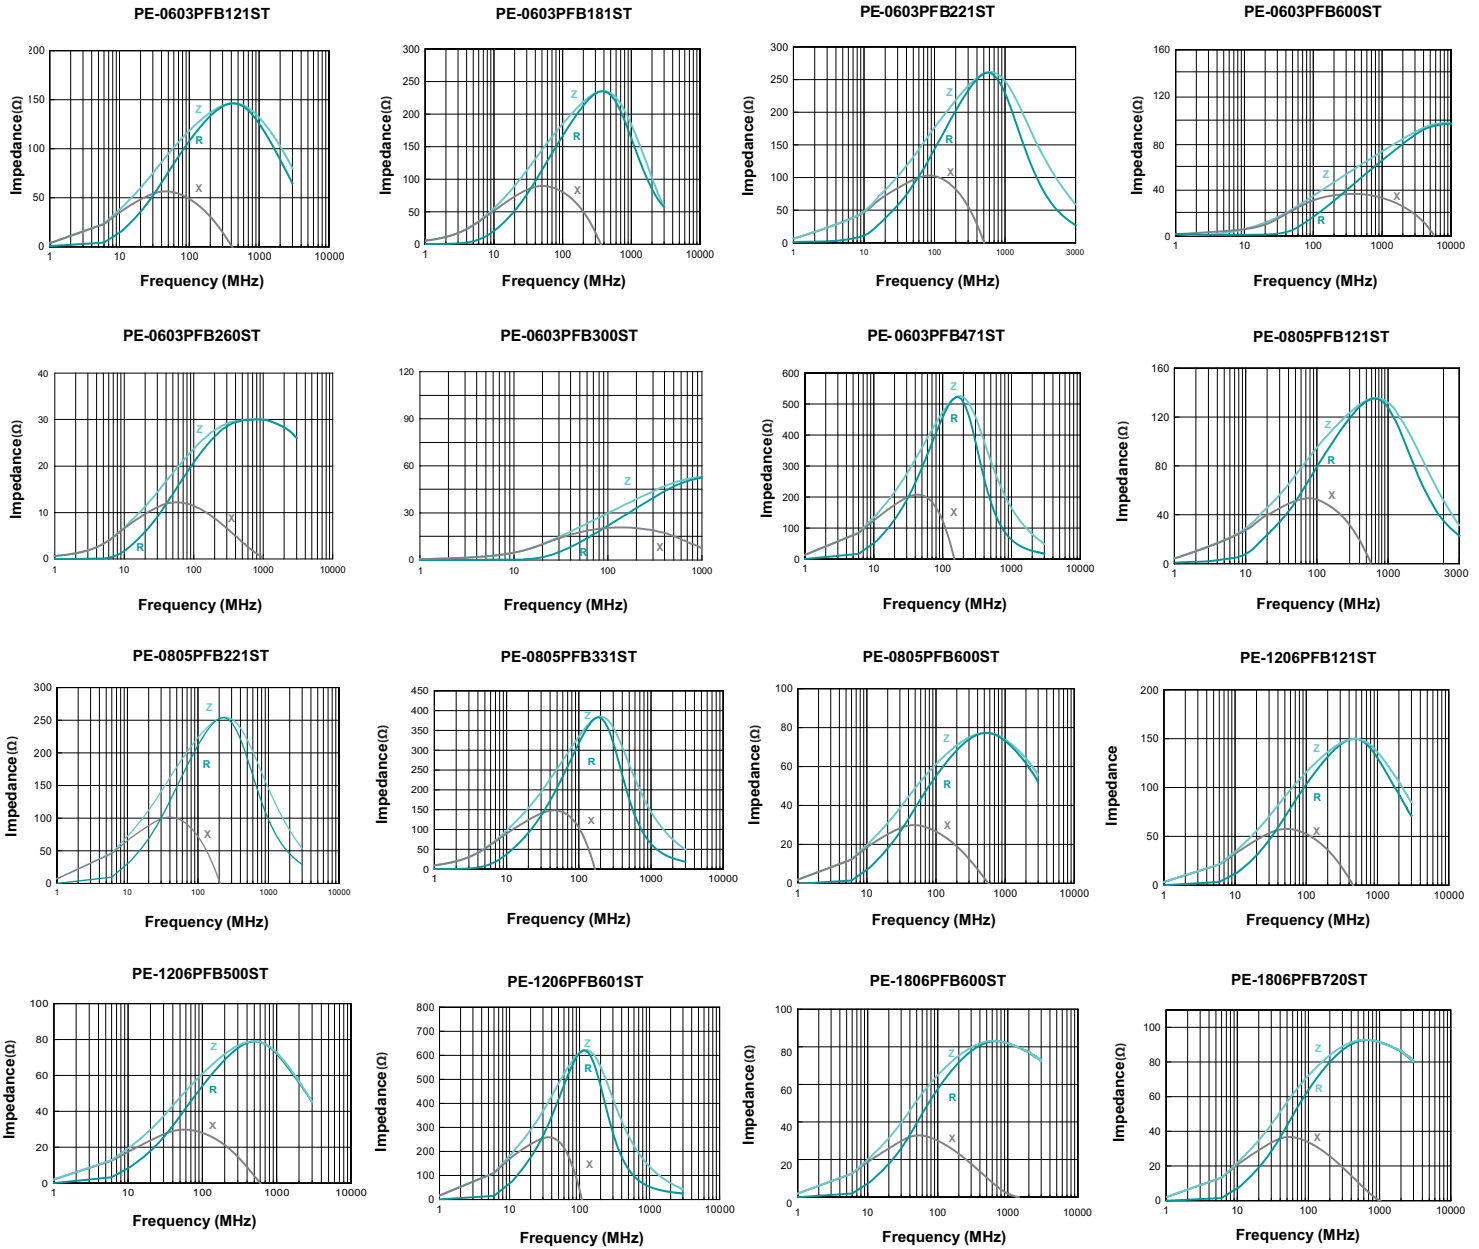 PE-0603PFB121ST
Impedance(Ω)
200
150
100
50
0
Z
R
X
1 10 100 1000 10000
Frequency (MHz)
PE-0603PFB181ST
Impedance(Ω)
300
250
200
150
100
50
0
Z
R
X
1 10 100 1000 10000
Frequency (MHz)
PE-0603PFB221ST
Impedance(Ω)
300
250
200
150
100
50
0
Z
R
X
1 10 100 1000 3000
Frequency (MHz)
PE-0603PFB600ST
Impedance(Ω)
160
120
80
40
0
Z
X
R
1 10 100 1000 10000
Frequency (MHz)
PE-0603PFB260ST
Impedance(Ω)
40
30
20
10
0
Z
X
R
1 10 100 1000 10000
Frequency (MHz)
PE-0603PFB300ST
Impedance(Ω)
120
90
60
30
0
Z
R
X
1 10 100 1000
Frequency (MHz)
PE- 0603PFB471ST
Impedance(Ω)
600
500
400
300
200
100
0
Z
R
X
1 10 100 1000 10000
Frequency (MHz)
PE-0805PFB121ST
Impedance(Ω)
160
120
80
40
0
Z
R
X
1 10 100 1000 3000
Frequency (MHz)
PE-0805PFB221ST
Impedance(Ω)
300
250
200
150
100
50
0
Z
R
X
1 10 100 1000 10000
Frequency (MHz)
PE-0805PFB331ST
Impedance(Ω)
450
400
350
300
250
200
150
100
50
0
Z
R
X
1 10 100 1000 10000
Frequency (MHz)
PE-0805PFB600ST
Impedance(Ω)
100
80
60
40
20
0
Z
R
X
1 10 100 1000 10000
Frequency (MHz)
PE-1206PFB121ST
Impedance
200
150
100
50
0
Z
R
X
1 10 100 1000 10000
Frequency (MHz)
PE-1206PFB500ST
Impedance(Ω)
100
80
60
40
20
0
Z
R
X
1 10 100 1000 10000
Frequency (MHz)
PE-1206PFB601ST
Impedance(Ω)
800
700
600
500
400
300
200
100
0
Z
R
X
1 10 100 1000 10000
Frequency (MHz)
PE-1806PFB600ST
Impedance(Ω)
100
80
60
40
20
0
Z
R
X
1 10 100 1000 10000
Frequency (MHz)
PE-1806PFB720ST
Impedance(Ω)
100
80
60
40
20
0
Z
R
X
1 10 100 1000 10000
Frequency (MHz)